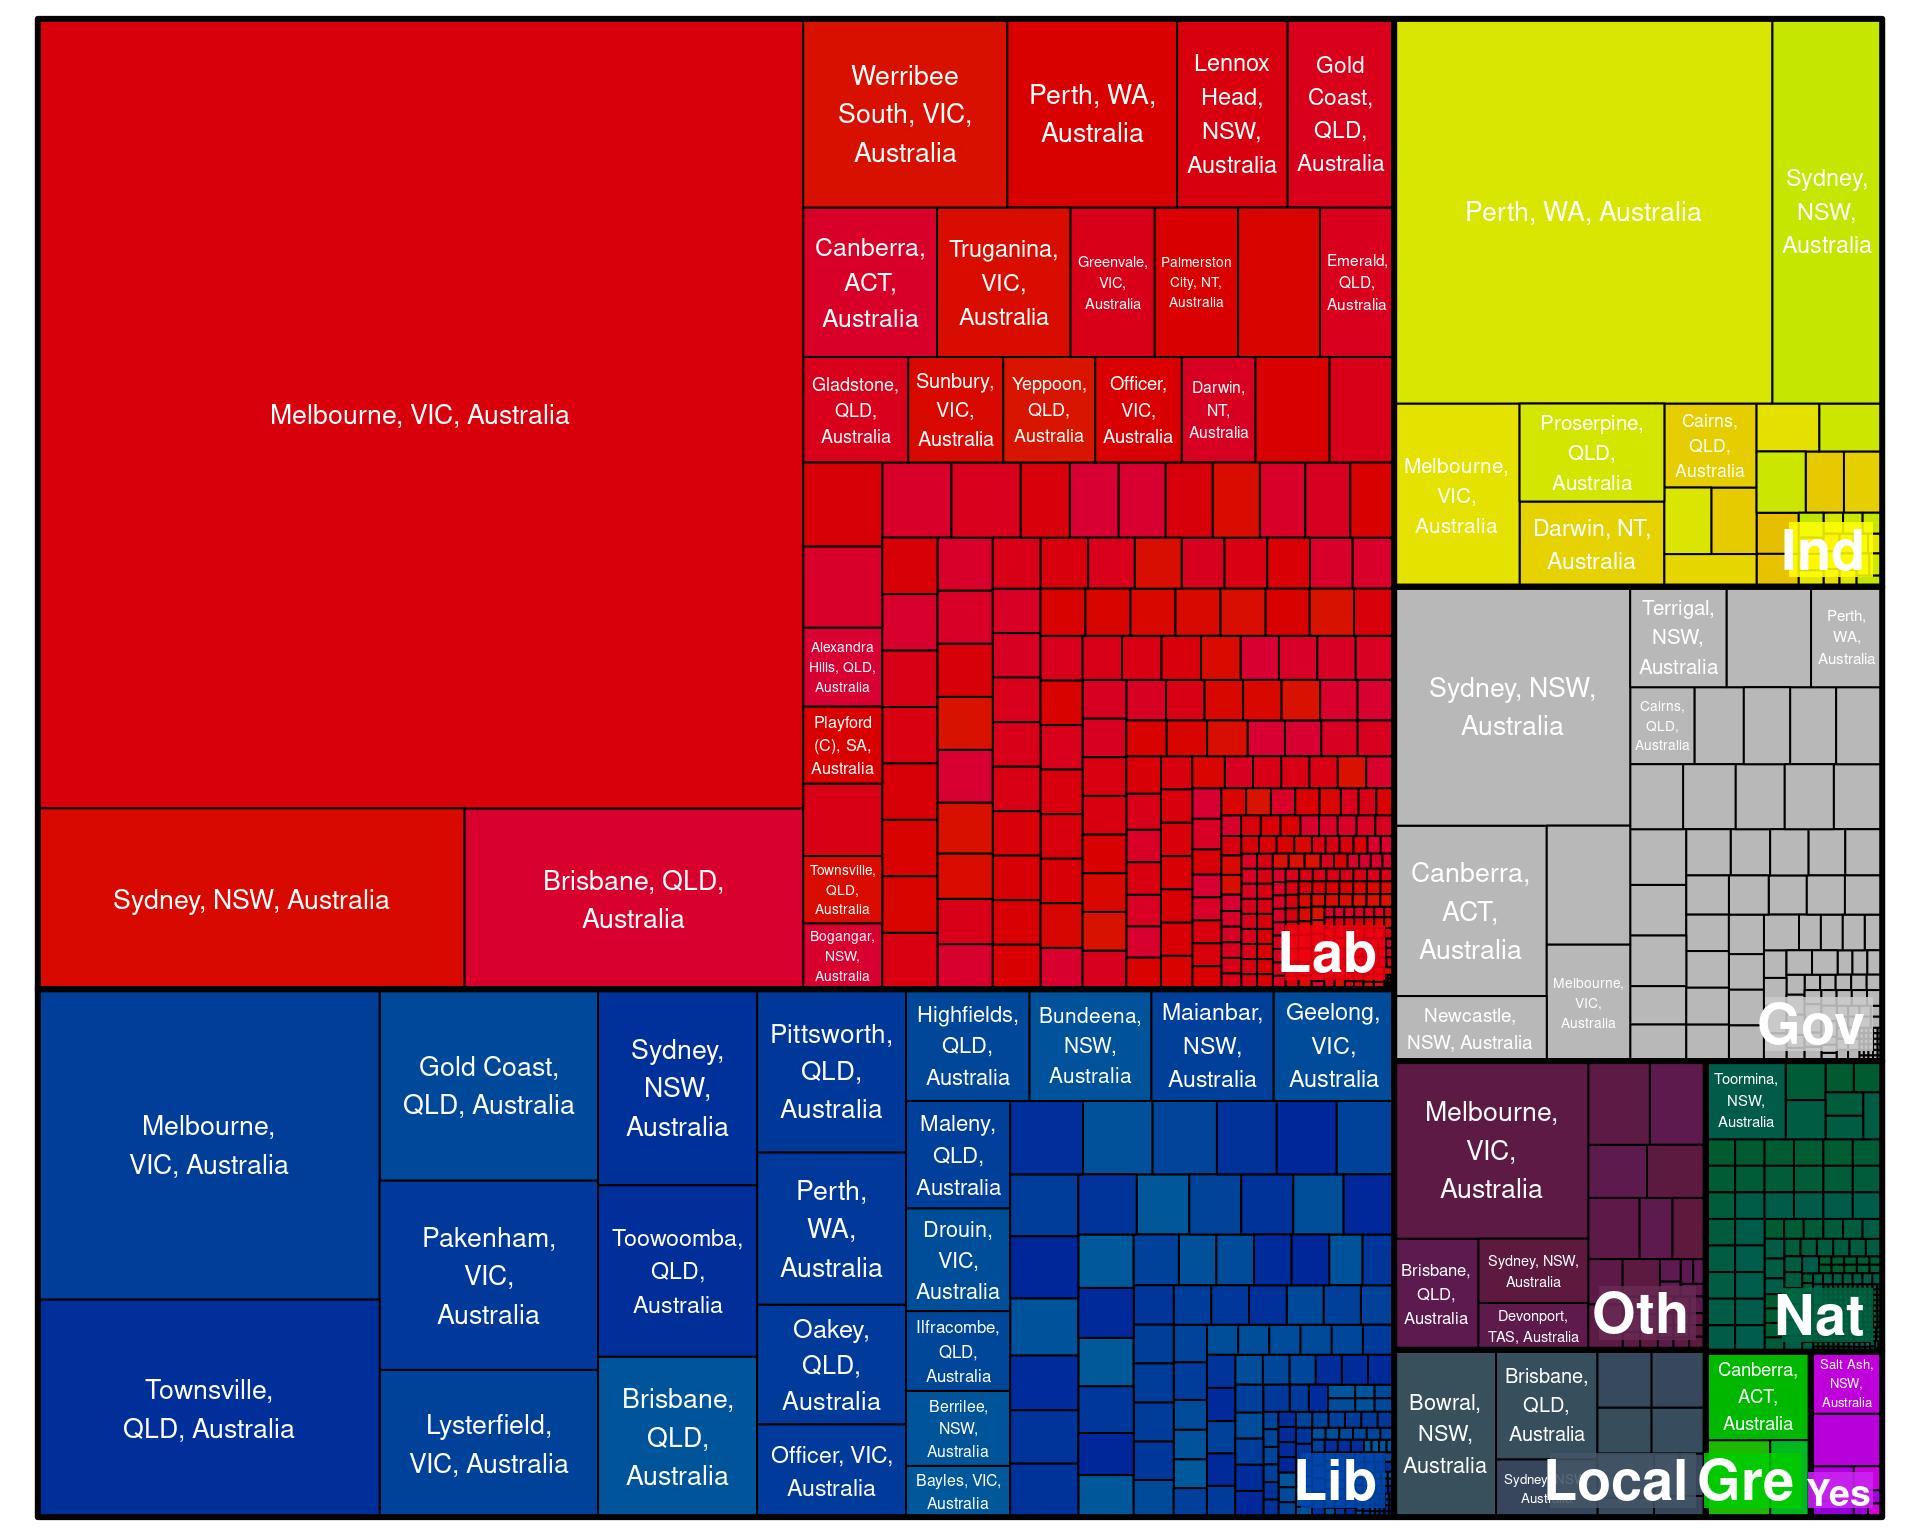 Melbourne, VIC, Australia
Sydney, NSW, Australia
Brisbane, QLD,
Australia
Werribee
South, VIC,
Australia
Perth, WA,
Australia
Lennox
Head,
NSW,
Australia
Gold
Coast,
QLD,
Australia
Canberra,
ACT,
Australia
Truganina,
VIC,
Australia
Greenvale,
VIC,
Australia
Palmerston
City, NT,
Australia
Emerald,
QLD,
Australia
Gladstone,
QLD,
Australia
Sunbury,
VIC,
Australia
Yeppoon,
QLD,
Australia
Officer,
VIC,
Australia
Darwin,
NT,
Australia
Alexandra
Hills, QLD,
Australia
Playford
(C), SA,
Australia
Townsville,
QLD,
Australia
Bogangar,
NSW,
Australia
Lab
Perth, WA, Australia
Sydney,
NSW,
Australia
Melbourne,
VIC,
Australia
Proserpine,
QLD,
Australia
Darwin, NT,
Australia
Cairns,
QLD,
Australia
Ind
Sydney, NSW,
Australia
Terrigal,
NSW,
Australia
Perth,
WA,
Australia
Cairns,
QLD,
Australia
Canberra,
ACT,
Australia
Newcastle,
NSW, Australia
Melbourne,
VIC,
Australia
Gov
Melbourne,
VIC, Australia
Townsville,
QLD, Australia
Gold Coast,
QLD, Australia
Pakenham,
VIC,
Australia
Lysterfield,
VIC, Australia
Sydney,
NSW,
Australia
Toowoomba,
QLD,
Australia
Brisbane,
QLD,
Australia
Pittsworth,
QLD,
Australia
Perth,
WA,
Australia
Oakey,
QLD,
Australia
Officer, VIC,
Australia
Highfields,
QLD,
Australia
Bundeena,
NSW,
Australia
Maianbar,
NSW,
Australia
Geelong,
VIC,
Australia
Maleny,
QLD,
Australia
Drouin,
VIC,
Australia
Ilfracombe,
QLD,
Australia
Berrilee,
NSW,
Australia
Bayles, VIC,
Australia
Lib
Melbourne,
VIC,
Australia
Brisbane,
QLD,
Australia
Sydney, NSW,
Australia
Devonport,
TAS, Australia
Oth
Toormina,
NSW,
Australia
Nat
Bowral,
NSW,
Australia
Brisbane,
QLD,
Australia
Sydney, NSW,
Australia
Local
Canberra,
ACT,
Australia
Gre
Salt Ash,
NSW,
Australia
Yes